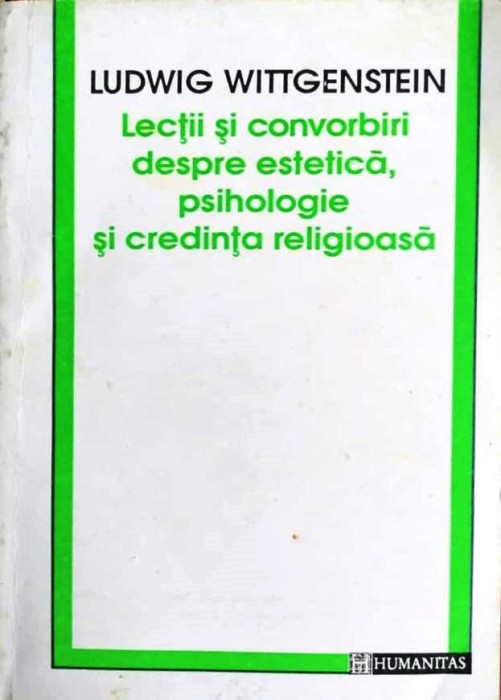 LUDWIG WITTGENSTEIN
Lecţii şi convorbiri
despre estetică,
psihologie
şi credinţa religioasă
HUMANITAS